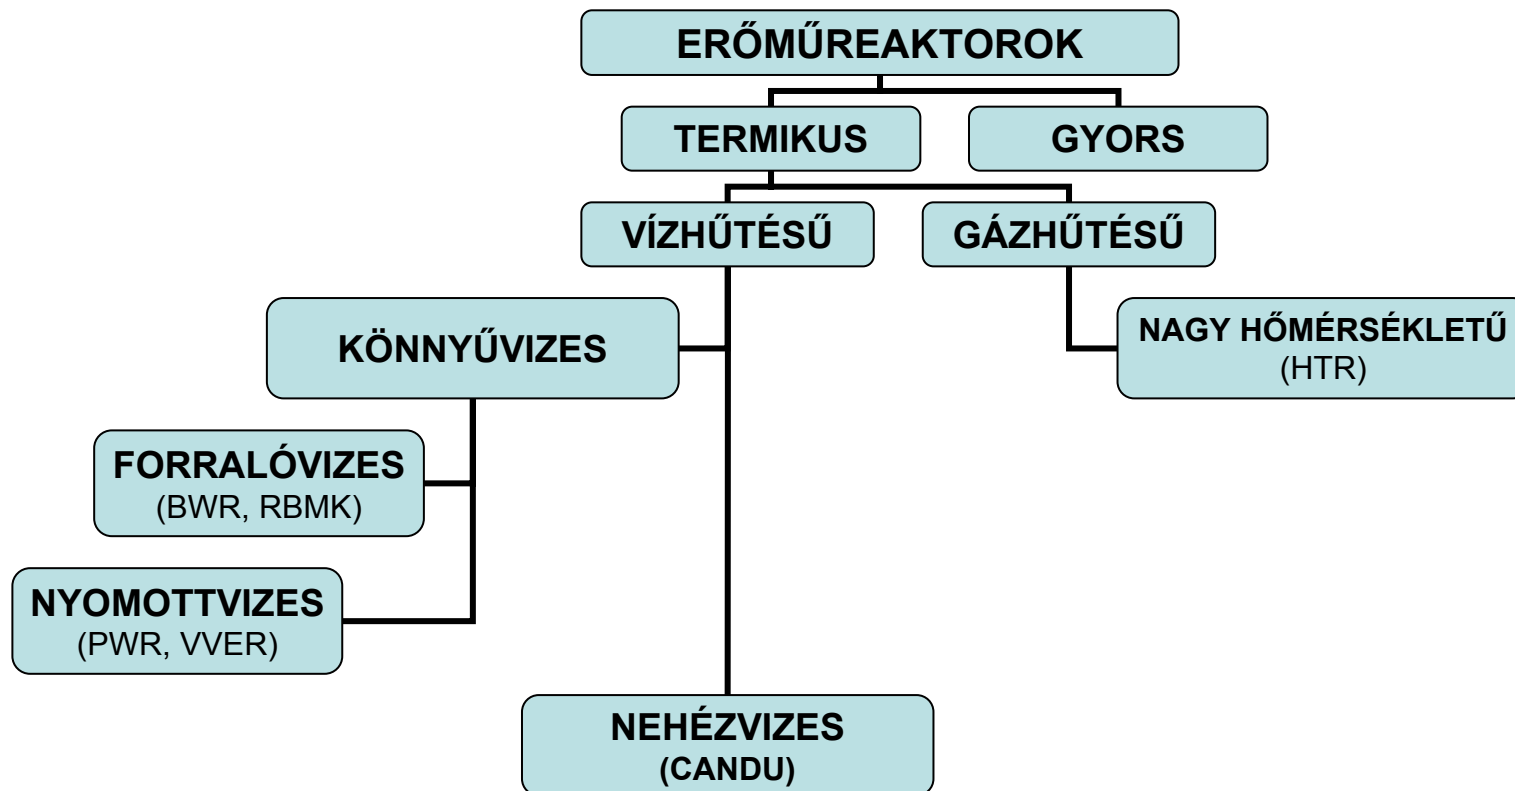 ERŐMŰREAKTOROK
TERMIKUS
GYORS
VÍZHŰTÉSŰ
GÁZHŰTÉSŰ
KÖNNYŰVIZES
NAGY HŐMÉRSÉKLETŰ
(HTR)
FORRALÓVIZES
(BWR, RBMK)
NYOMOTTVIZES
(PWR, VVER)
NEHÉZVIZES
(CANDU)